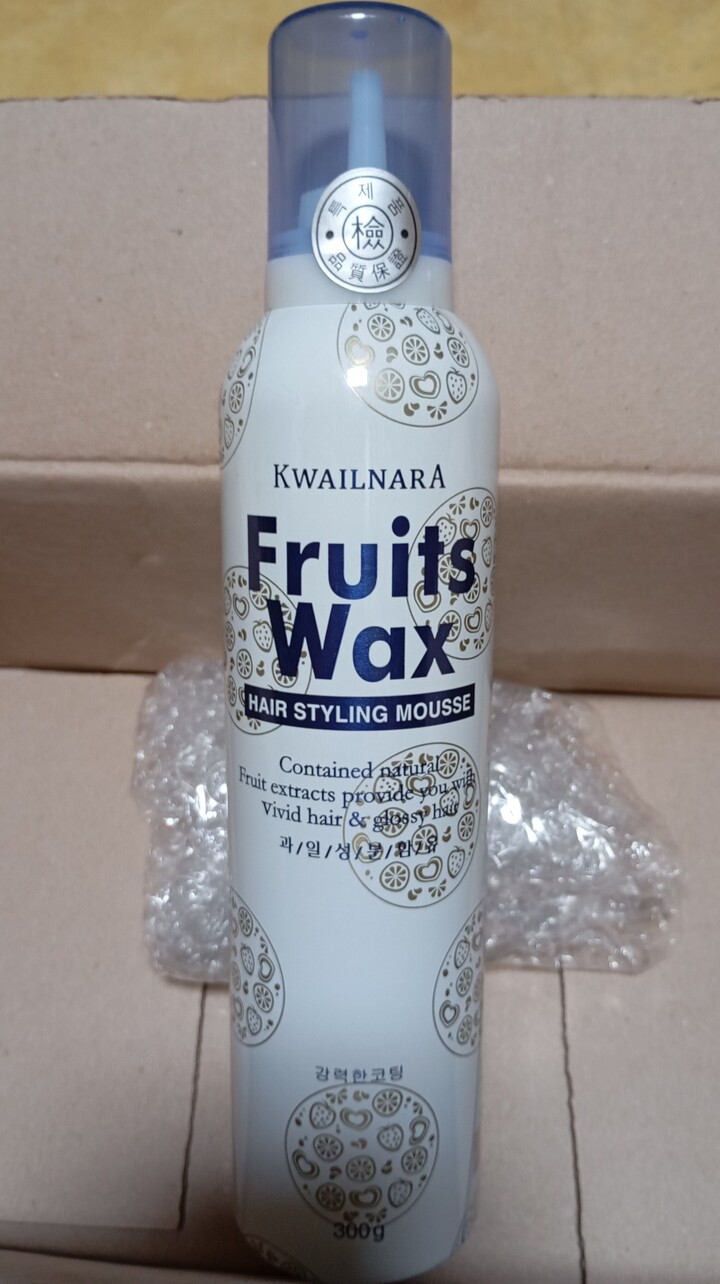 특제품
檢
品質保證
KWAILNARA
Fruits
Wax
HAIR STYLING MOUSSE
Contained natural
Fruit extracts provide you with
Vivid hair & glossy hair
과/일/성/분/함/유
강력한코팅
300g